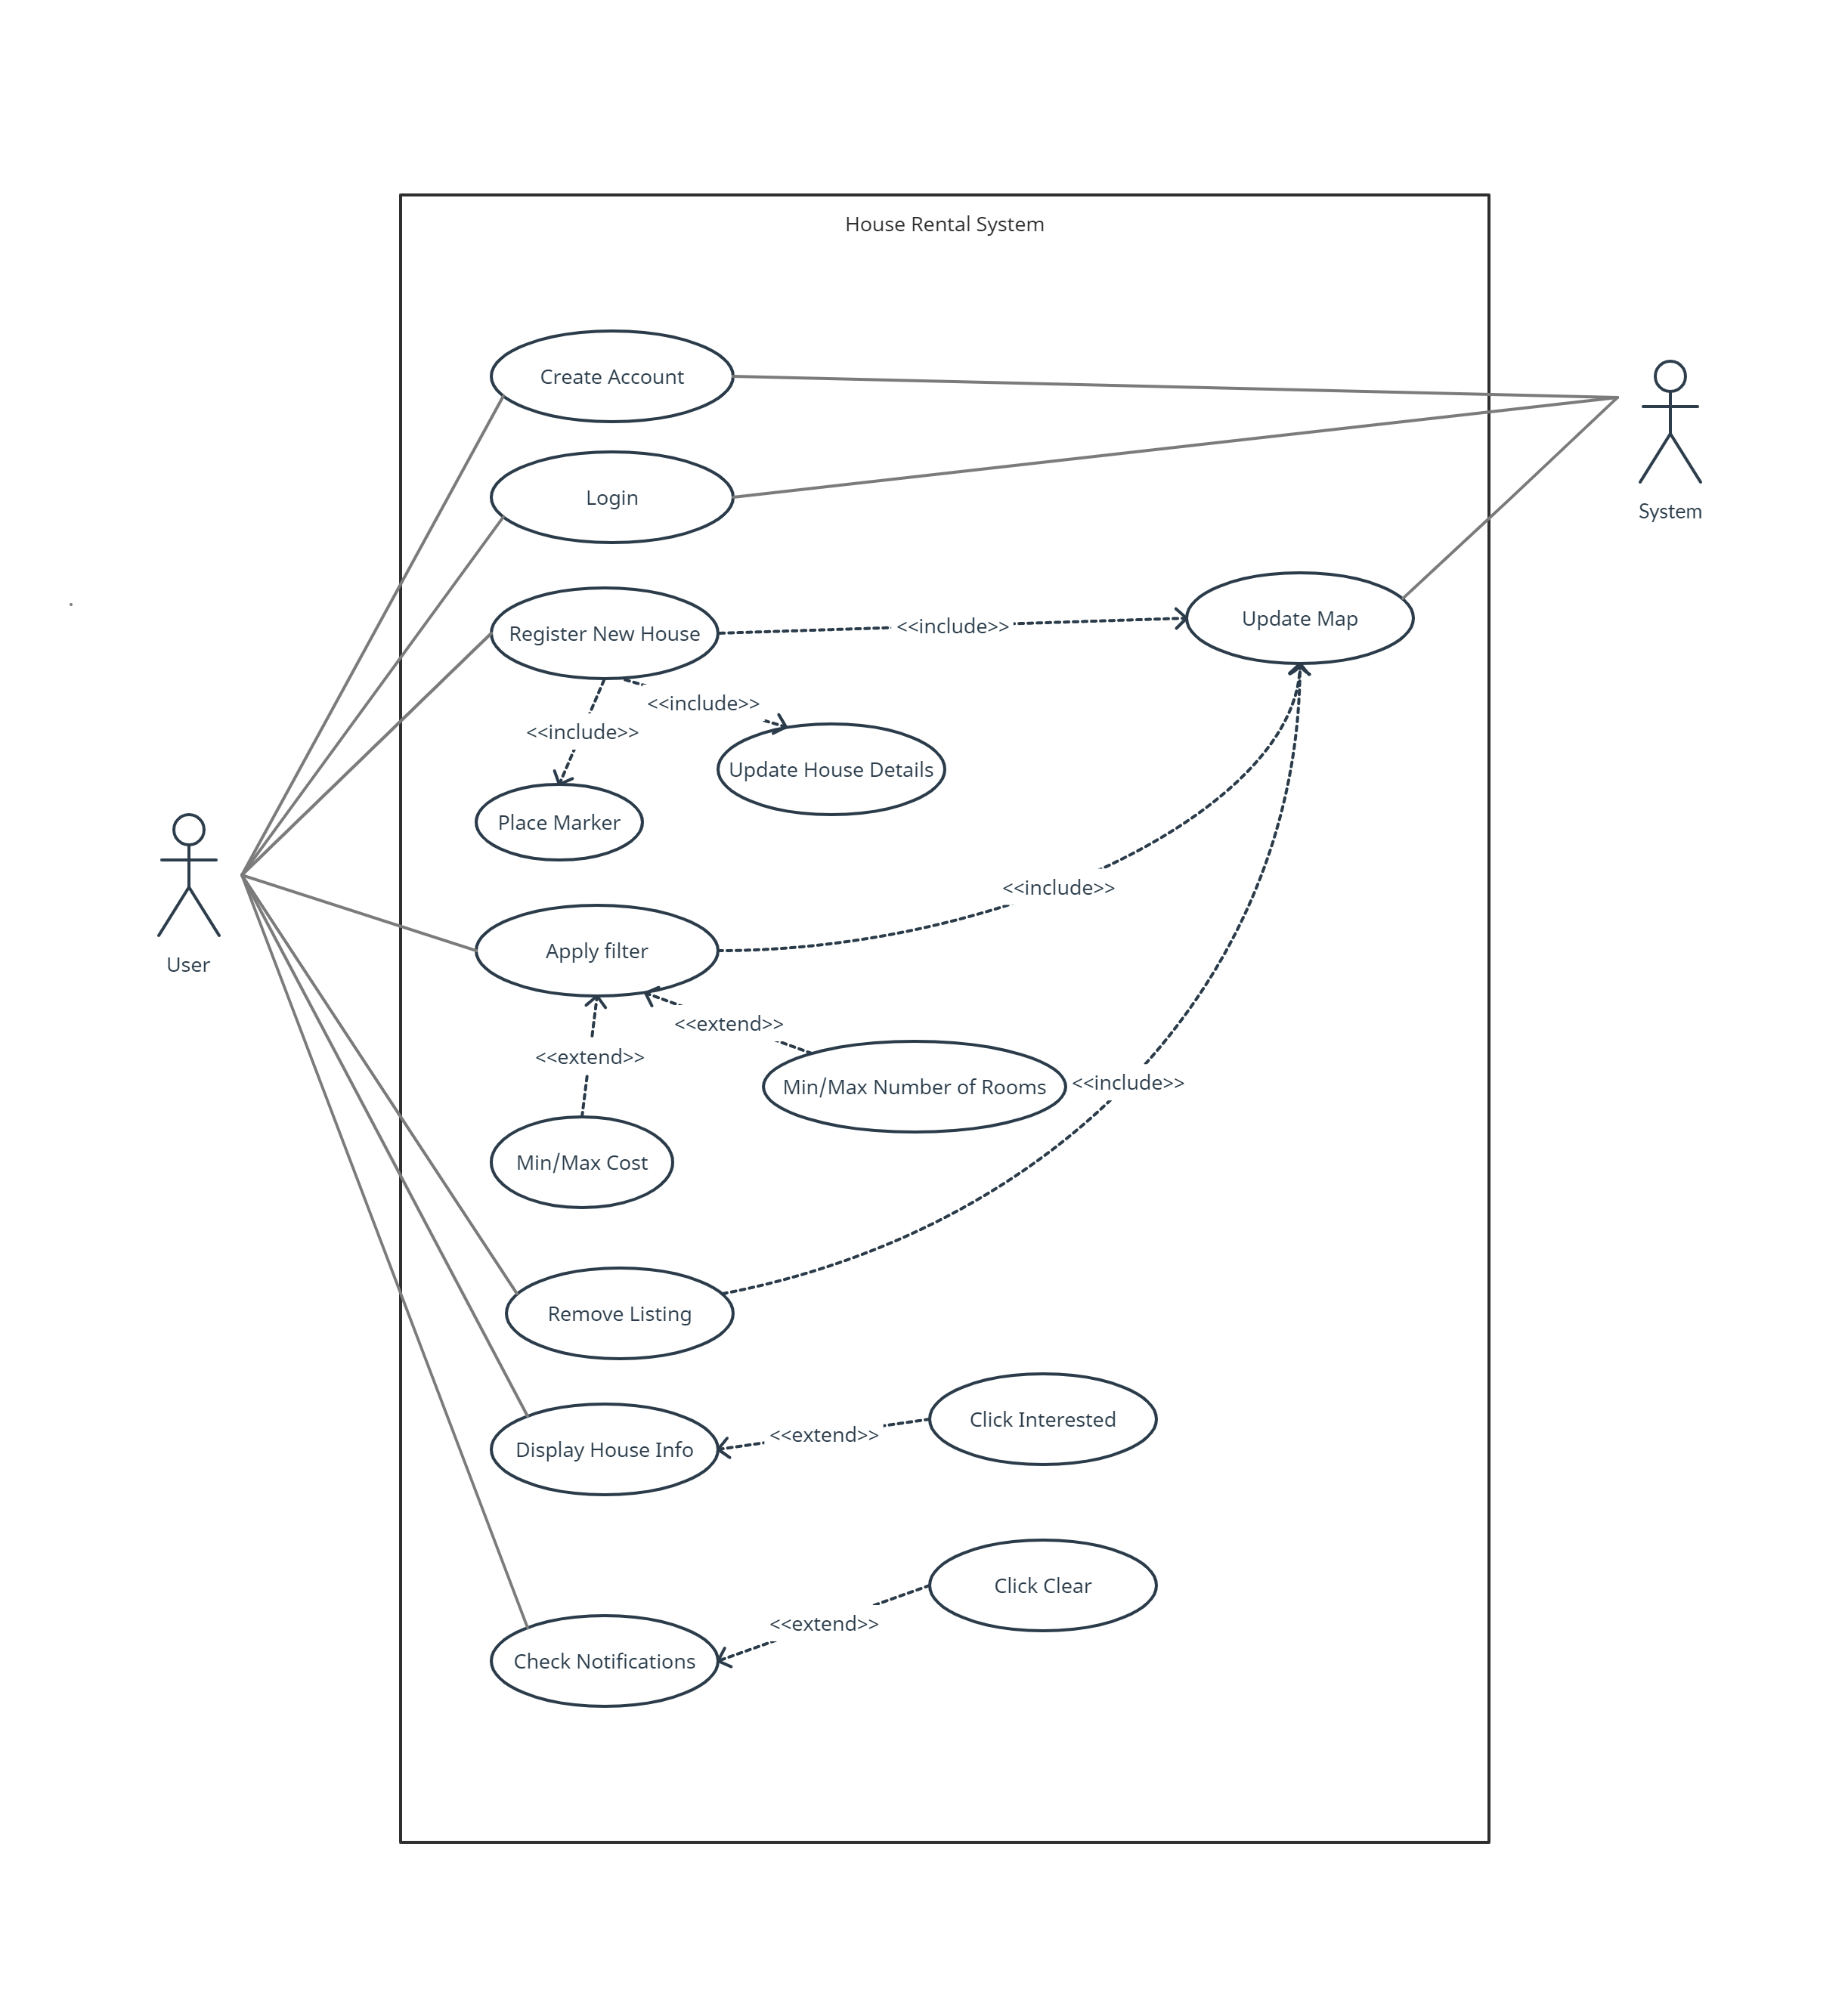 House Rental System
Create Account
Login
System
Register New House
<<include>>
Update Map
<<include>>
<<include>>
Update House Details
Place Marker
<<include>>
Apply filter
User
<<extend>>
<<extend>>
Min/Max Number of Rooms
<<include>>
Min/Max Cost
Remove Listing
Click Interested
<<extend>>
Display House Info
Click Clear
<<extend>>
Check Notifications